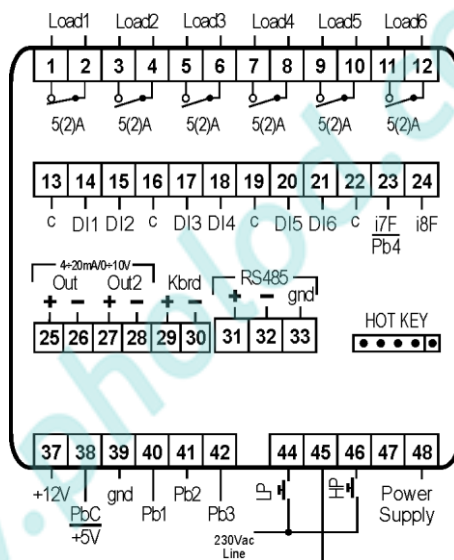 Load1 Load2 Load3 Load4 Load5 Load6
1 2 3 4 5 6 7 8 9 10 11 12
5(2)A 5(2)A 5(2)A 5(2)A 5(2)A 5(2)A
13 14 15 16 17 18 19 20 21 22 23 24
C DI1 DI2 C DI3 DI4 C DI5 DI6 C i7F i8F
Pb4
4÷20mA/0÷10V
Out Out2 Kbrd RS485
+ - + - + - + - gnd
25 26 27 28 29 30 31 32 33
HOT KEY
37 38 39 40 41 42 44 45 46 47 48
LP HP
+12V gnd Pb2 Power
PbC Pb1 Pb3 Supply
+5V
230Vac
Line
.pholod.com